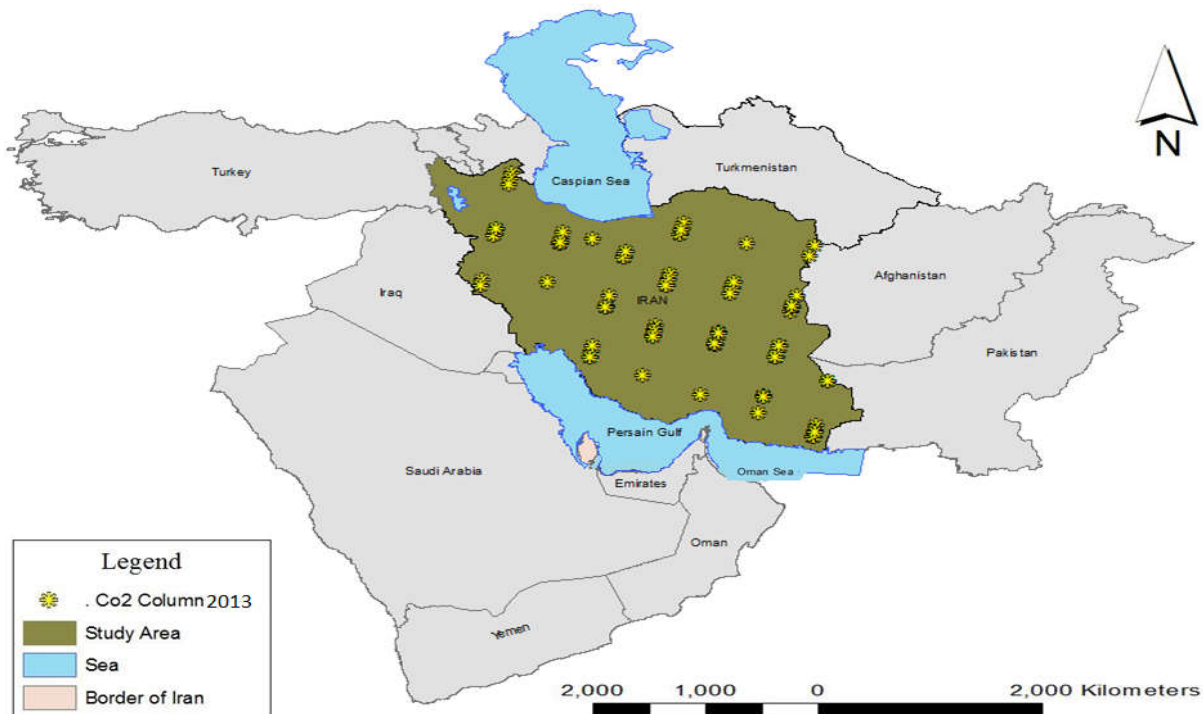 Turkey
Caspian Sea
Turkmenistan
N
Iraq
IRAN
Afghanistan
Pakistan
Persain Gulf
Saudi Arabia
Emirates
Oman Sea
Oman
Yemen
Legend
. Co2 Column 2013
Study Area
Sea
Border of Iran
2,000 1,000 0 2,000 Kilometers